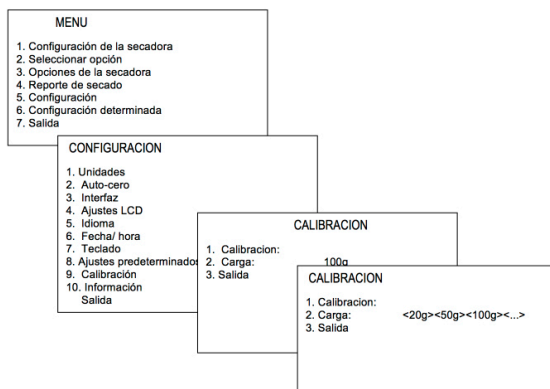 MENU
1. Configuración de la secadora
2. Seleccionar opción
3. Opciones de la secadora
4. Reporte de secado
5. Configuración
6. Configuración determinada
7. Salida
CONFIGURACION
1. Unidades
2. Auto-cero
3. Interfaz
4. Ajustes LCD
5. Idioma
6. Fecha/ hora
7. Teclado
8. Ajustes predeterminados
9. Calibración
10. Información
Salida
CALIBRACION
1. Calibracion:
2. Carga: 100g
3. Salida
CALIBRACION
1. Calibracion:
2. Carga: <20g><50g><100g><...>
3. Salida